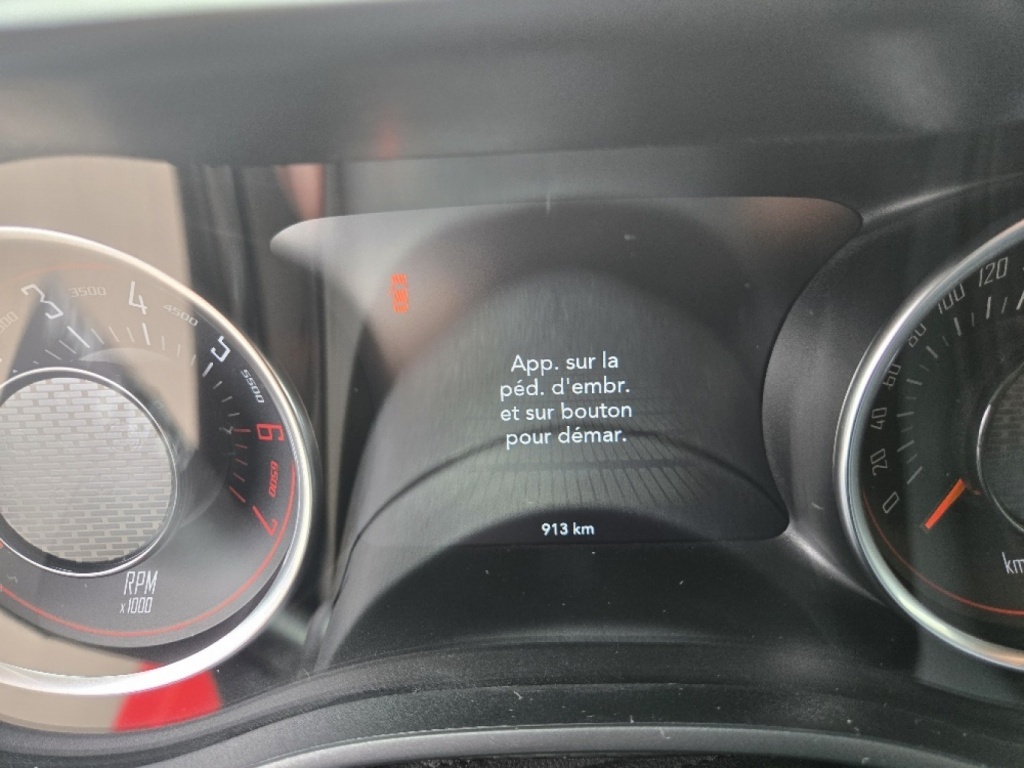 3
3500
4
4500
5
5500
6
6500
7
RPM
x1000
App. sur la
péd. d'embr.
et sur bouton
pour démar.
913 km
0
20
40
60
80
100
120
km